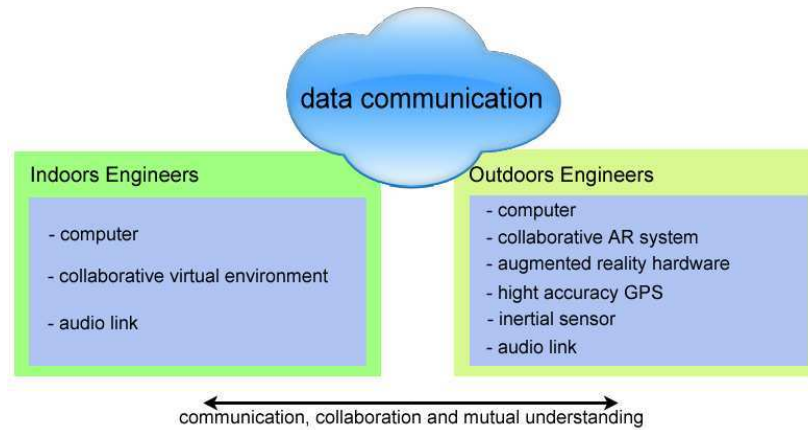 data communication
Indoors Engineers
- computer
- collaborative virtual environment
- audio link
Outdoors Engineers
- computer
- collaborative AR system
- augmented reality hardware
- hight accuracy GPS
- inertial sensor
- audio link
communication, collaboration and mutual understanding